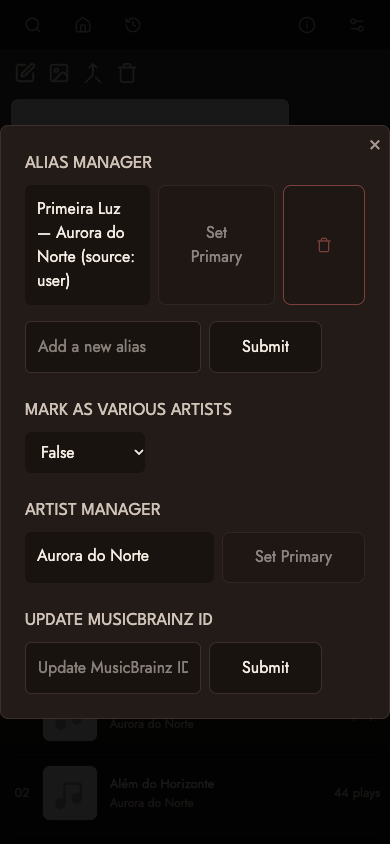 ALIAS MANAGER
Primeira Luz
— Aurora do
Norte (source:
user)
Set
Primary
Add a new alias
Submit
MARK AS VARIOUS ARTISTS
False
ARTIST MANAGER
Aurora do Norte
Set Primary
UPDATE MUSICBRAINZ ID
Update MusicBrainz ID
Submit
Aurora do Norte
02
Além do Horizonte
44 plays
Aurora do Norte